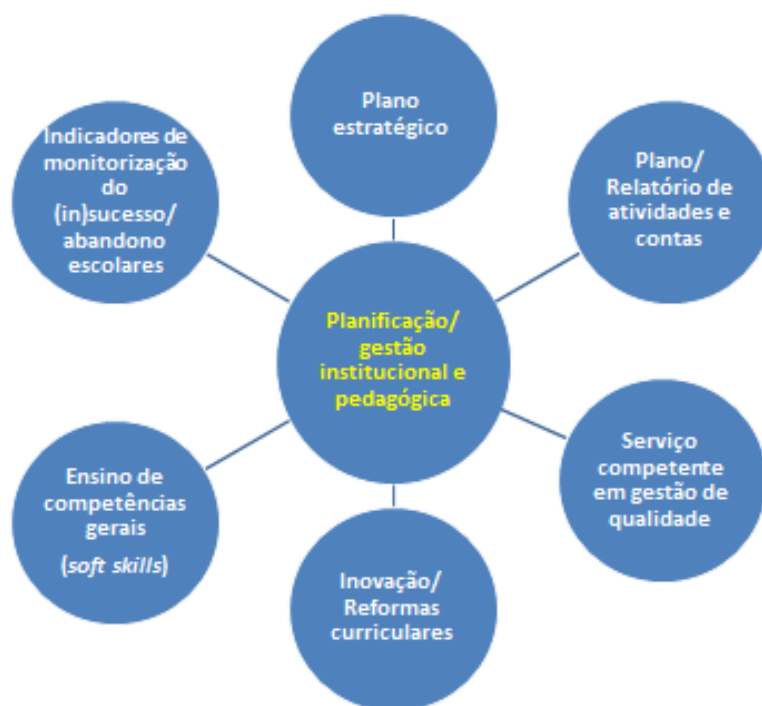 Plano
estratégico
Plano/
Relatório de
atividades e
contas
Serviço
competente
em gestão de
qualidade
Inovação/
Reformas
curriculares
Ensino de
competências
gerais
(soft skills)
Indicadores de
monitorização
do
(in)sucesso/
abandono
escolares
Planificação/
gestão
institucional e
pedagógica